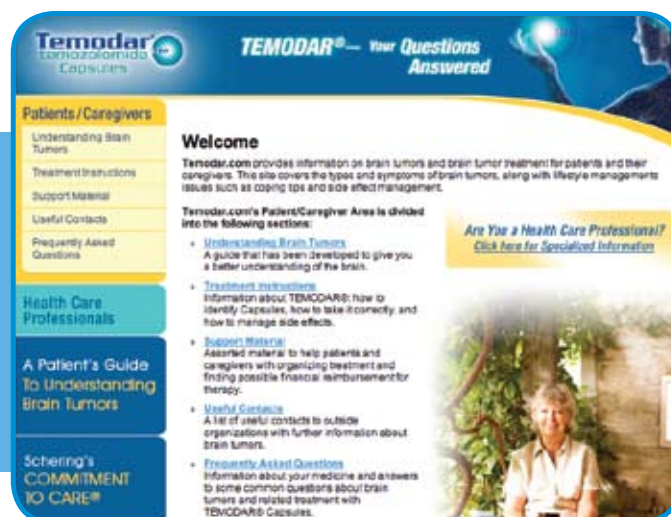 Temodar®
temozolomide
Capsules
TEMODAR®— Your Questions
Answered
Patients/Caregivers
Understanding Brain
Tumors
Treatment Instructions
Support Material
Useful Contacts
Frequently Asked
Questions
Health Care
Professionals
A Patient's Guide
To Understanding
Brain Tumors
Schering's
COMMITMENT
TO CARE®
Welcome
Temodar.com provides information on brain tumors and brain tumor treatment for patients and their
caregivers. This site covers the types and symptoms of brain tumors, along with lifestyle managements
issues such as coping tips and side effect management.
Temodar.com's Patient/Caregiver Area is divided
into the following sections:
Understanding Brain Tumors
A guide that has been developed to give you
a better understanding of the brain.
Treatment Instructions
Information about TEMODAR®: how to
identify Capsules, how to take it correctly, and
how to manage side effects.
Support Material
Assorted material to help patients and
caregivers with organizing treatment and
finding possible financial reimbursement for
therapy.
Useful Contacts
A list of useful contacts to outside
organizations with further information about
brain tumors.
Frequently Asked Questions
Information about your medicine and answers
to some common questions about brain
tumors and related treatment with
TEMODAR® Capsules.
Are You a Health Care Professional?
Click here for Specialized Information